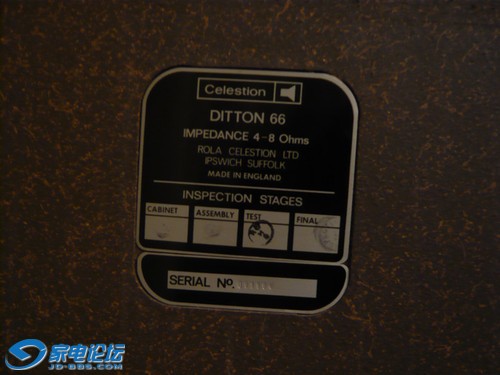 Celestion
DITTON 66
IMPEDANCE 4-8 Ohms
ROLA CELESTION LTD
IPSWICH SUFFOLK
MADE IN ENGLAND
INSPECTION STAGES
CABINET ASSEMBLY TEST FINAL
SERIAL No.
家电论坛
JD-BBS.COM